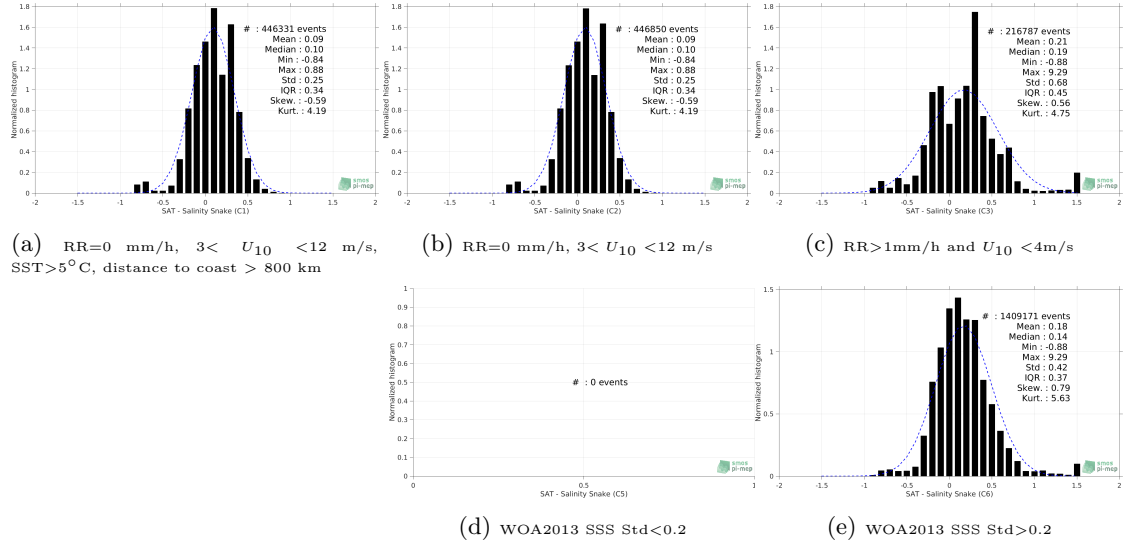 1.8
1.6
1.4
1.2
1
0.8
0.6
0.4
0.2
0
Normalized histogram
# : 446331 events
Mean : 0.09
Median : 0.10
Min : -0.84
Max : 0.88
Std : 0.25
IQR : 0.34
Skew. : -0.59
Kurt. : 4.19
smos
pi-mep
-2 -1.5 -1 -0.5 0 0.5 1 1.5 2
SAT - Salinity Snake (C1)
(a) RR=0 mm/h, 3< U10 <12 m/s,
SST>5°C, distance to coast > 800 km
1.8
1.6
1.4
1.2
1
0.8
0.6
0.4
0.2
0
Normalized histogram
# : 446850 events
Mean : 0.09
Median : 0.10
Min : -0.84
Max : 0.88
Std : 0.25
IQR : 0.34
Skew. : -0.59
Kurt. : 4.19
smos
pi-mep
-2 -1.5 -1 -0.5 0 0.5 1 1.5 2
SAT - Salinity Snake (C2)
(b) RR=0 mm/h, 3< U10 <12 m/s
1.8
1.6
1.4
1.2
1
0.8
0.6
0.4
0.2
0
Normalized histogram
# : 216787 events
Mean : 0.21
Median : 0.19
Min : -0.88
Max : 9.29
Std : 0.68
IQR : 0.45
Skew. : 0.56
Kurt. : 4.75
smos
pi-mep
-2 -1.5 -1 -0.5 0 0.5 1 1.5 2
SAT - Salinity Snake (C3)
(c) RR>1mm/h and U10 <4m/s
1
0.9
0.8
0.7
0.6
0.5
0.4
0.3
0.2
0.1
0
Normalized histogram
# : 0 events
smos
pi-mep
0 0.5 1
SAT - Salinity Snake (C5)
(d) WOA2013 SSS Std<0.2
1.5
1
0.5
0
Normalized histogram
# : 1409171 events
Mean : 0.18
Median : 0.14
Min : -0.88
Max : 9.29
Std : 0.42
IQR : 0.37
Skew. : 0.79
Kurt. : 5.63
smos
pi-mep
-2 -1.5 -1 -0.5 0 0.5 1 1.5 2
SAT - Salinity Snake (C6)
(e) WOA2013 SSS Std>0.2